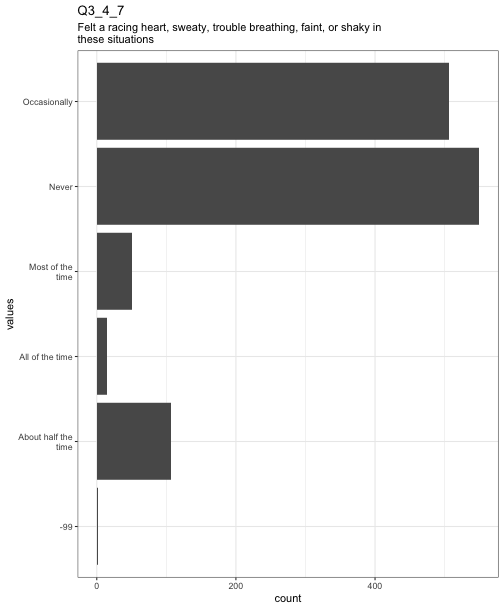 Q3_4_7
Felt a racing heart, sweaty, trouble breathing, faint, or shaky in
these situations
Occasionally
Never
Most of the
time
All of the time
About half the
time
-99
values
0
200
400
count